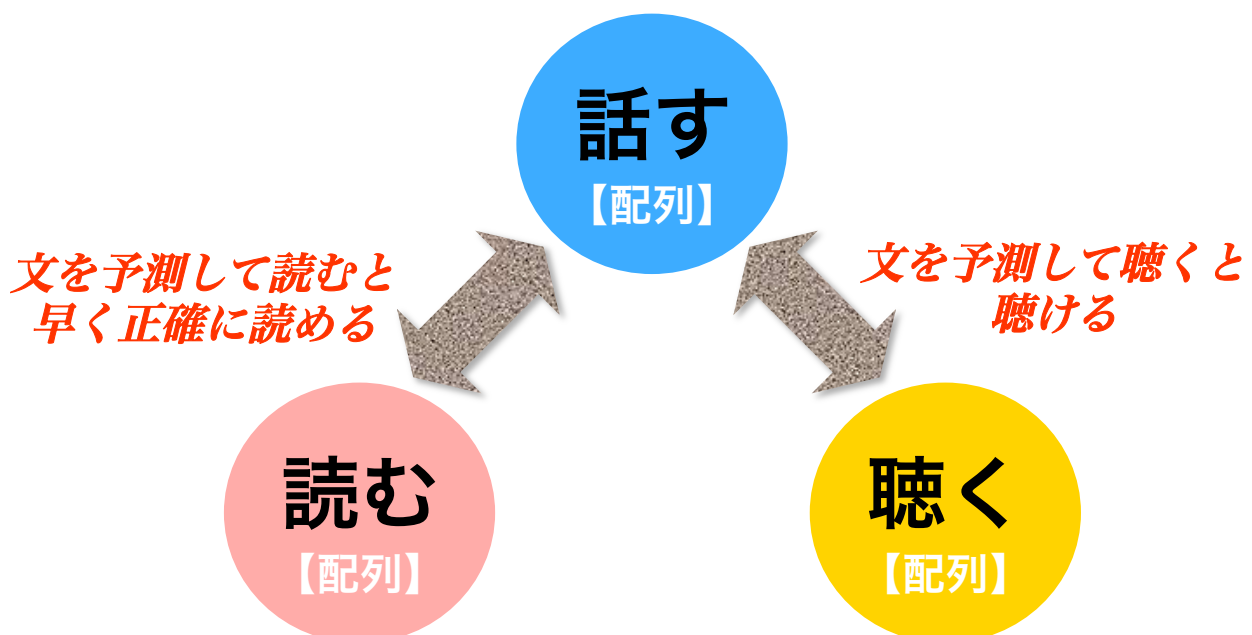 話す
【配列】
文を予測して読むと
早く正確に読める
文を予測して聴くと
聴ける
読む
【配列】
聴く
【配列】